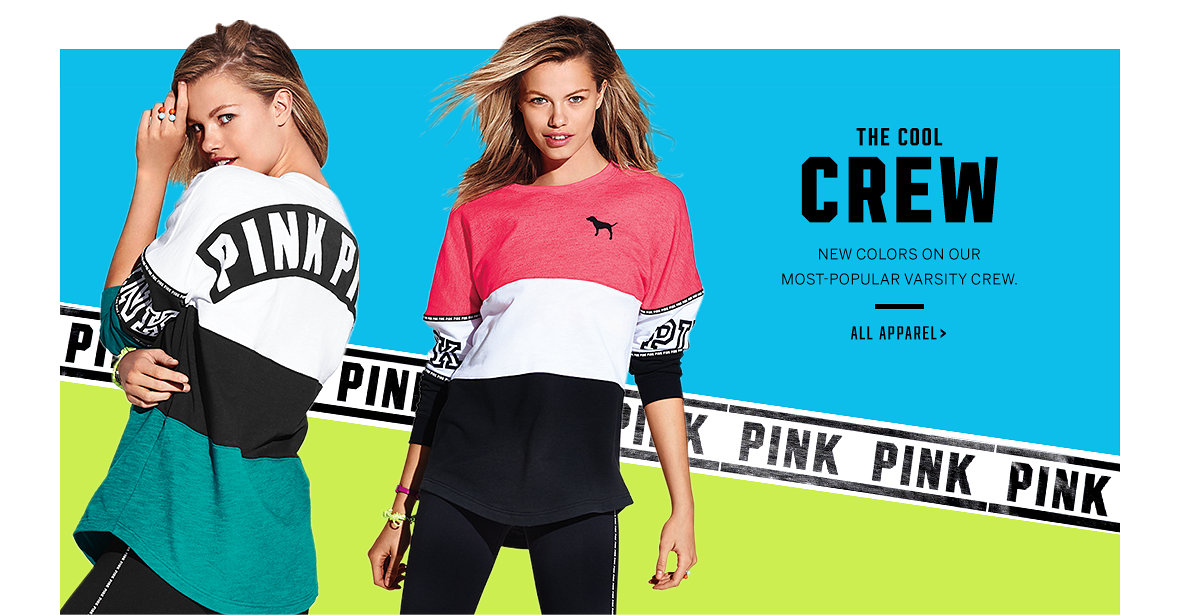 THE COOL
CREW
NEW COLORS ON OUR
MOST-POPULAR VARSITY CREW.
ALL APPAREL>
PINK
PINK
PINK PINK PINK